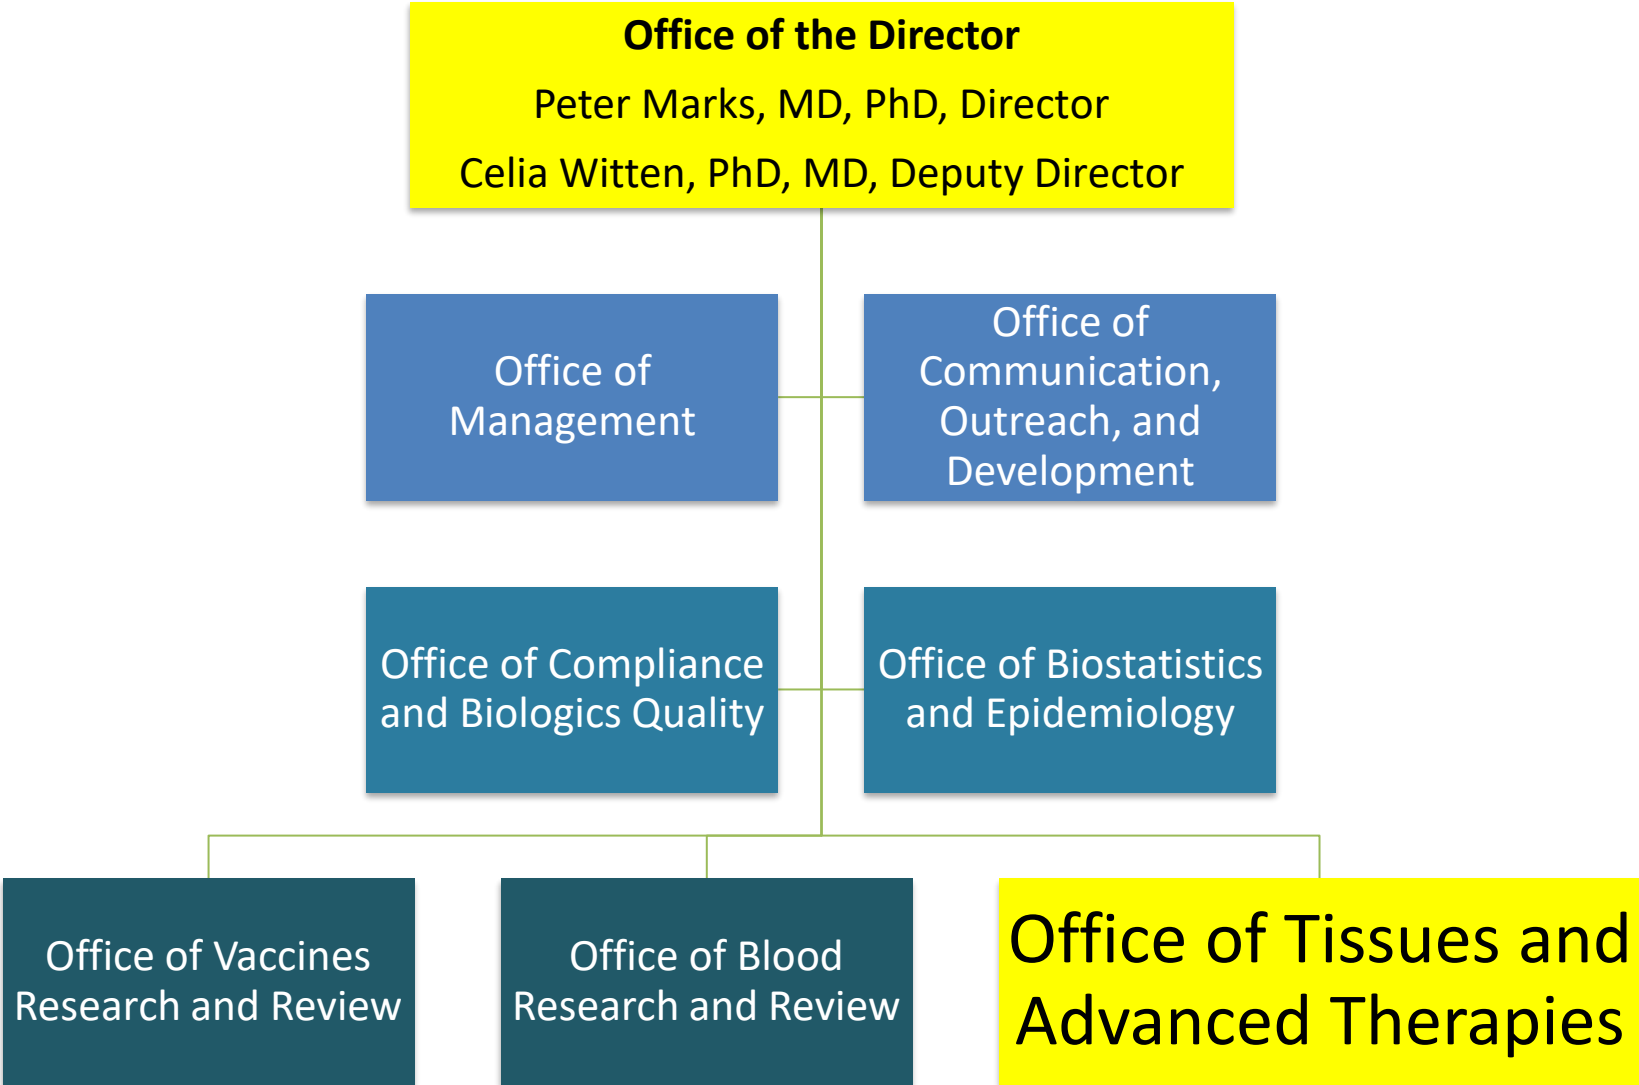 Office of the Director
Peter Marks, MD, PhD, Director
Celia Witten, PhD, MD, Deputy Director
Office of
Management
Office of
Communication,
Outreach, and
Development
Office of Compliance
and Biologics Quality
Office of Biostatistics
and Epidemiology
Office of Vaccines
Research and Review
Office of Blood
Research and Review
Office of Tissues and
Advanced Therapies